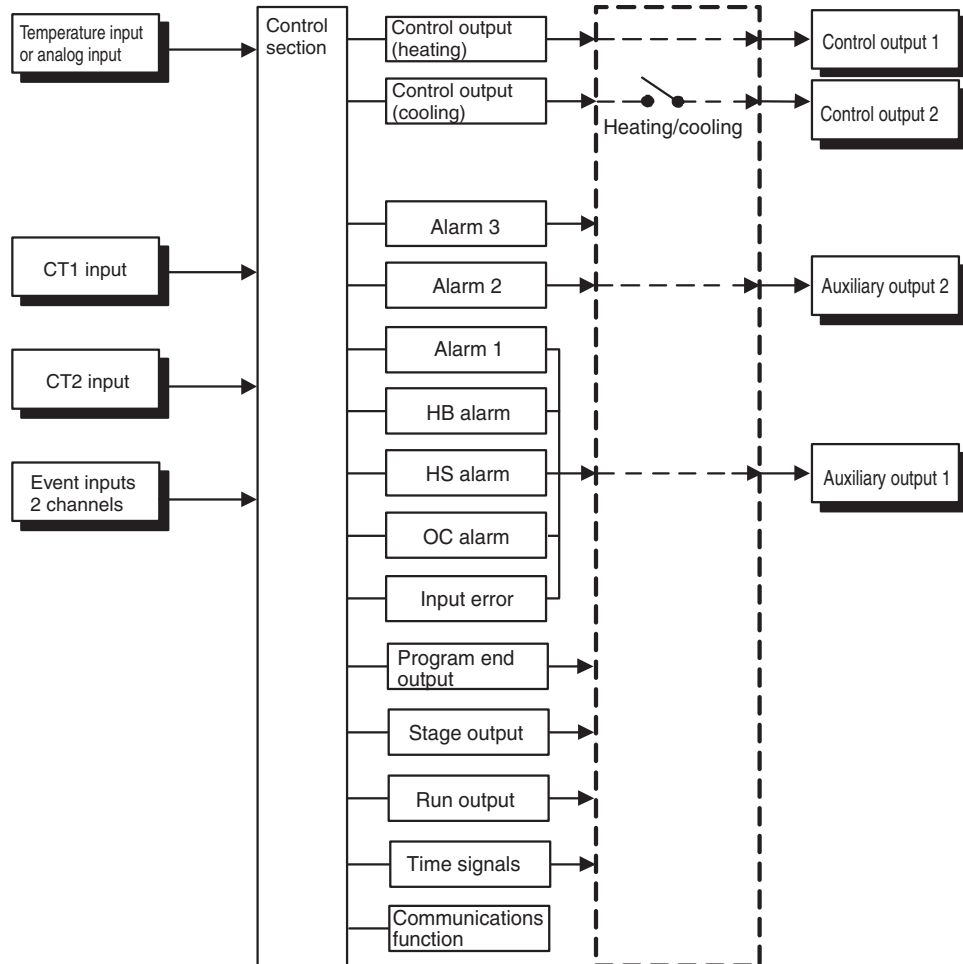 Temperature input
or analog input
CT1 input
CT2 input
Event inputs
2 channels
Control
section
Control output
(heating)
Control output
(cooling)
Alarm 3
Alarm 2
Alarm 1
HB alarm
HS alarm
OC alarm
Input error
Program end
output
Stage output
Run output
Time signals
Communications
function
Heating/cooling
Control output 1
Control output 2
Auxiliary output 2
Auxiliary output 1